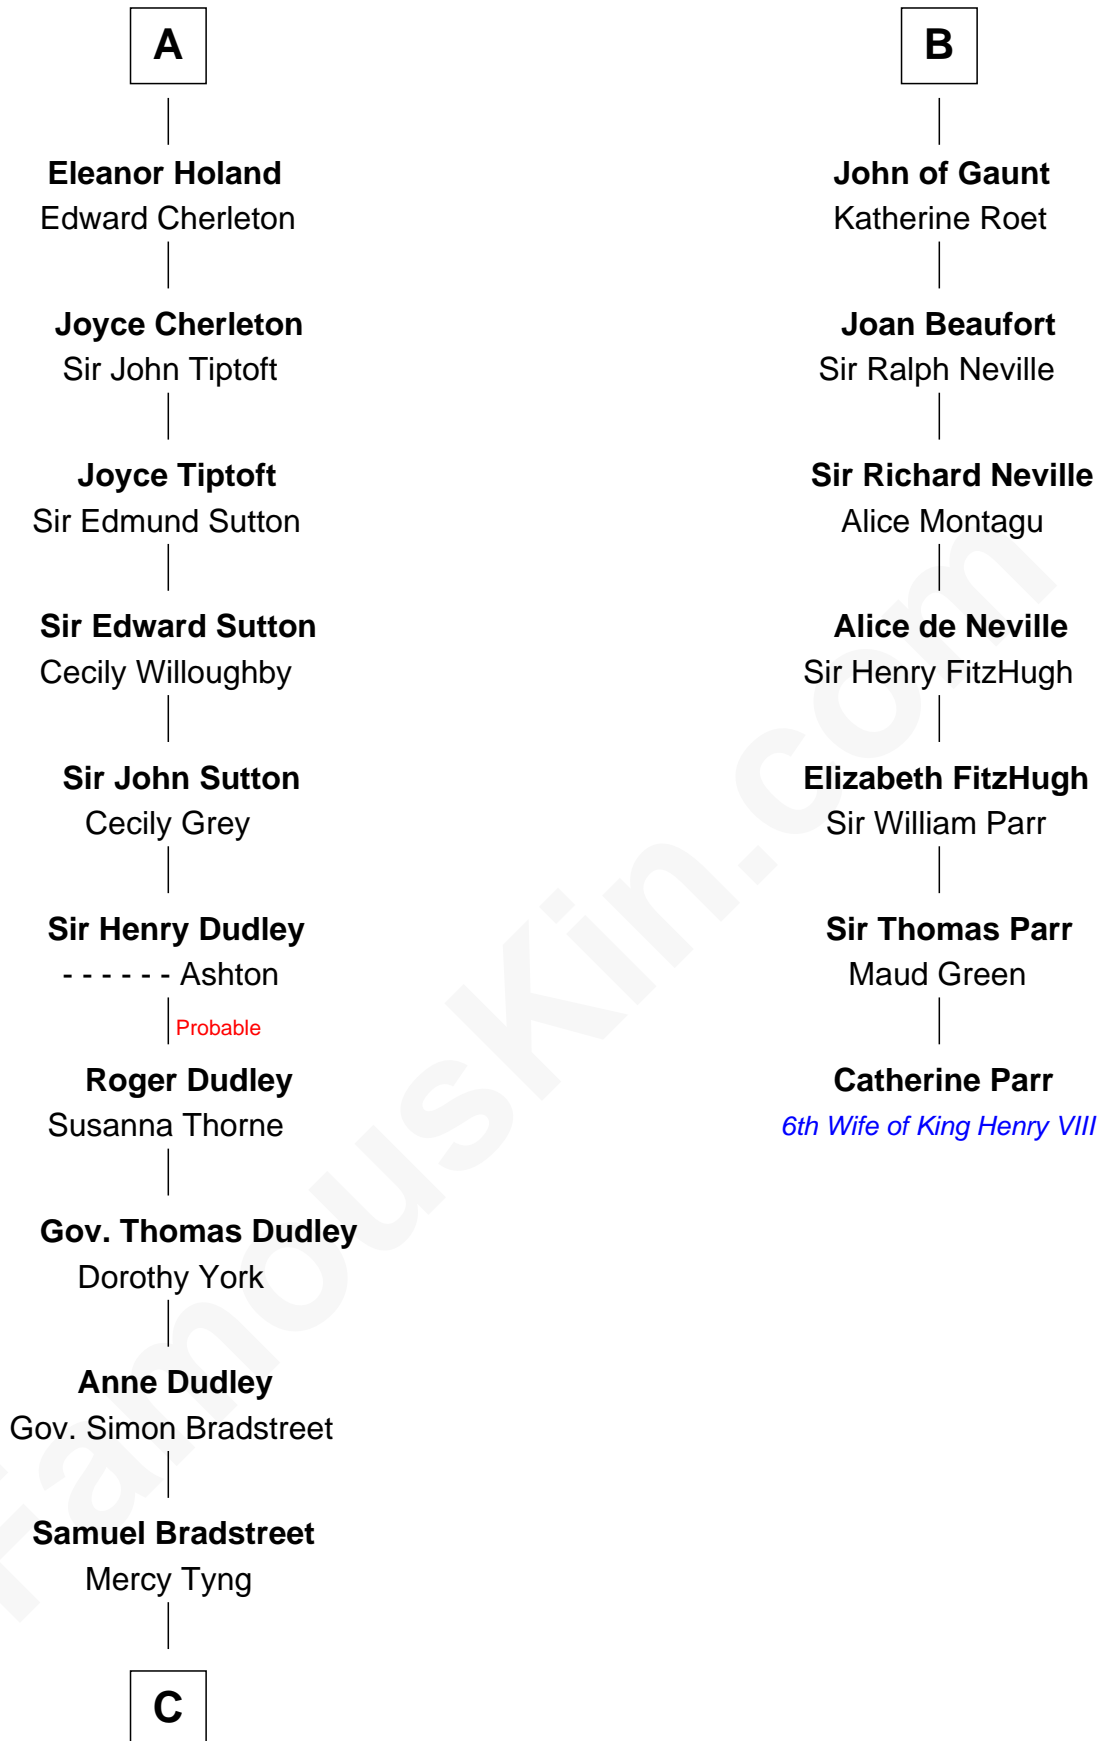 A
Eleanor Holand
Edward Cherleton
Joyce Cherleton
Sir John Tiptoft
Joyce Tiptoft
Sir Edmund Sutton
Sir Edward Sutton
Cecily Willoughby
Sir John Sutton
Cecily Grey
Sir Henry Dudley
- - - - - - Ashton
Probable
Roger Dudley
Susanna Thorne
Gov. Thomas Dudley
Dorothy York
Anne Dudley
Gov. Simon Bradstreet
Samuel Bradstreet
Mercy Tyng
C
B
John of Gaunt
Katherine Roet
Joan Beaufort
Sir Ralph Neville
Sir Richard Neville
Alice Montagu
Alice de Neville
Sir Henry FitzHugh
Elizabeth FitzHugh
Sir William Parr
Sir Thomas Parr
Maud Green
Catherine Parr
6th Wife of King Henry VIII
FamousKin.com